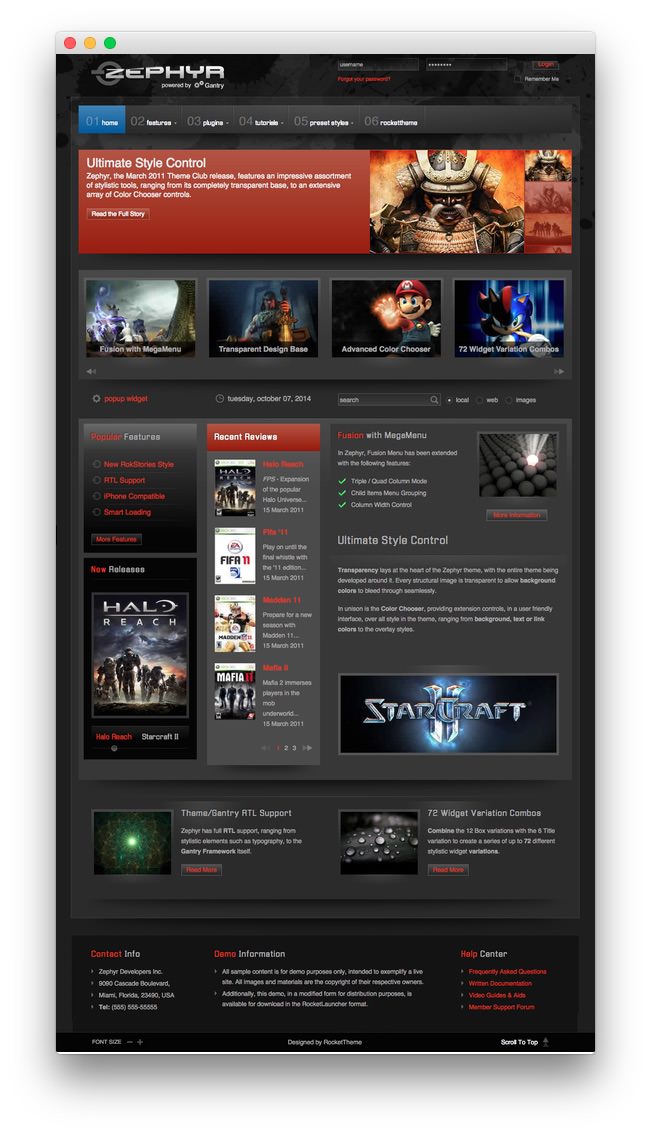 ZEPHYR
powered by Gantry
username
********
Login
Forgot your password?
Remember Me
01 home
02 features
03 plugins
04 tutorials
05 preset styles
06 rockettheme
Ultimate Style Control
Zephyr, the March 2011 Theme Club release, features an impressive assortment
of stylistic tools, ranging from its completely transparent base, to an extensive
array of Color Chooser controls.
Read the Full Story
Fusion with MegaMenu
Transparent Design Base
Advanced Color Chooser
72 Widget Variation Combos
popup widget
tuesday, october 07, 2014
search
local
web
images
Popular Features
New RokStories Style
RTL Support
iPhone Compatible
Smart Loading
More Features
New Releases
HALO
REACH
Halo Reach
Starcraft II
Recent Reviews
Halo Reach
FPS - Expansion
of the popular
Halo Universe...
15 March 2011
Fifa '11
Play on until the
final whistle with
the '11 edition...
15 March 2011
Madden 11
Prepare for a new
season with
Madden 11...
15 March 2011
Mafia II
Mafia 2 immerses
players in the
mob
underworld...
15 March 2011
HALO
REACH
EA SPORTS
FIFA 11
MADDEN 11
MAFIA II
1 2 3
Fusion with MegaMenu
In Zephyr, Fusion Menu has been extended
with the following features:
Triple / Quad Column Mode
Child Items Menu Grouping
Column Width Control
More Information
Ultimate Style Control
Transparency lays at the heart of the Zephyr theme, with the entire theme being
developed around it. Every structural image is transparent to allow background
colors to bleed through seamlessly.
In unison is the Color Chooser, providing extension controls, in a user friendly
interface, over all style in the theme, ranging from background, text or link
colors to the overlay styles.
STARCRAFT II
Theme/Gantry RTL Support
Zephyr has full RTL support, ranging from
stylistic elements such as typography, to the
Gantry Framework itself.
Read More
72 Widget Variation Combos
Combine the 12 Box variations with the 6 Title
variation to create a series of up to 72 different
stylistic widget variations.
Read More
Contact Info
Zephyr Developers Inc.
9090 Cascade Boulevard,
Miami, Florida, 23490, USA
Tel: (555) 555-55555
Demo Information
All sample content is for demo purposes only, intended to exemplify a live
site. All images and materials are the copyright of their respective owners.
Additionally, this demo, in a modified form for distribution purposes, is
available for download in the RocketLauncher format.
Help Center
Frequently Asked Questions
Written Documentation
Video Guides & Aids
Member Support Forum
FONT SIZE
Designed by RocketTheme
Scroll To Top